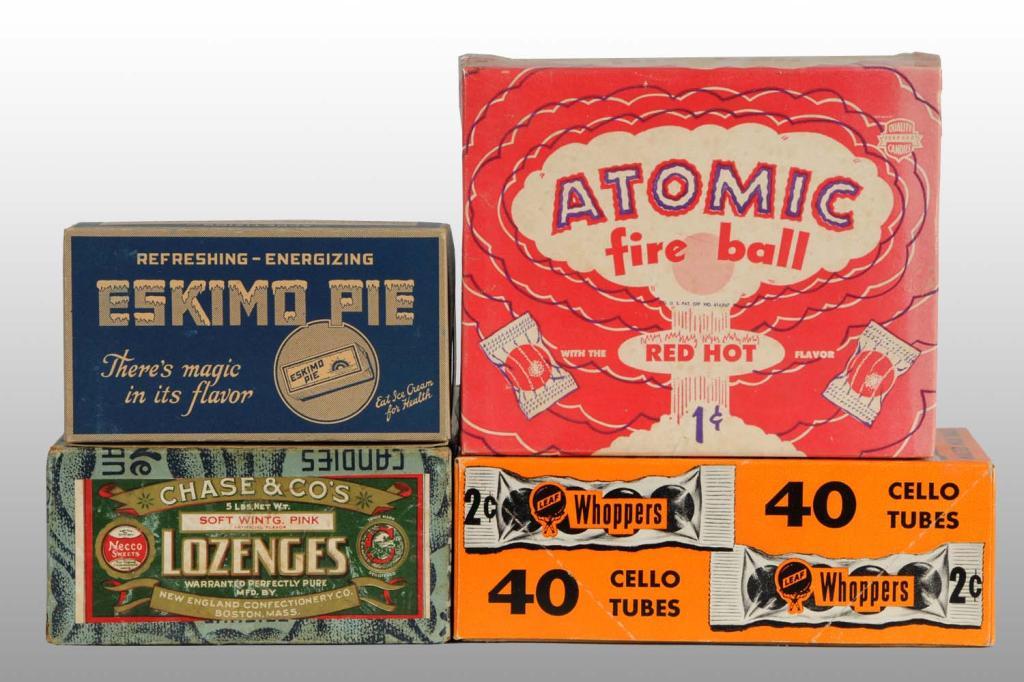 REFRESHING - ENERGIZING
ESKIMO PIE
There's magic
in its flavor
ESKIMO
PIE
Eat Ice Cream
for Health
QUALITY
CANDIES
ATOMIC
fire ball
WITH THE
RED HOT
FLAVOR
1¢
CANDIES
CHASE & CO'S
5 LBS. NET WT.
SOFT WINTG. PINK
ARTIFICIAL FLAVOR
LOZENGES
Necco
SWEETS
WARRANTED PERFECTLY PURE
MFD. BY
NEW ENGLAND CONFECTIONERY CO.
BOSTON, MASS.
2¢
LEAF
Whoppers
40
CELLO
TUBES
40
CELLO
TUBES
LEAF
Whoppers
2¢